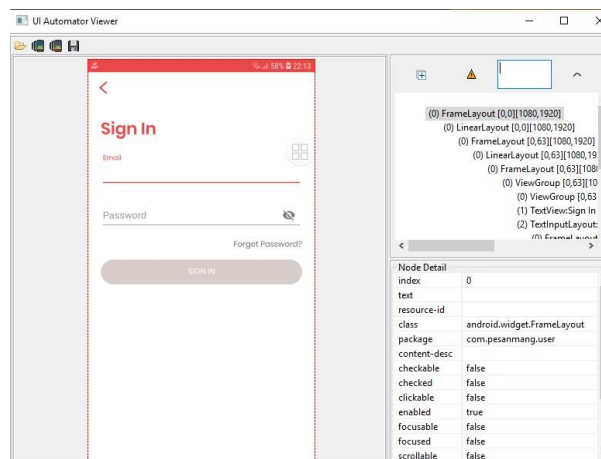 UI Automator Viewer
58% 22:13
Sign In
Email
Password
Forget Password?
SIGN IN
(0) FrameLayout [0,0][1080,1920]
(0) LinearLayout [0,0][1080,1920]
(0) FrameLayout [0,63][1080,1920]
(0) LinearLayout [0,63][1080,19
(0) FrameLayout [0,63][108
(0) ViewGroup [0,63][10
(0) ViewGroup [0,63
(1) TextView:Sign In
(2) TextInputLayout:
(0) FrameLayout
Node Detail
index 0
text
resource-id
class android.widget.FrameLayout
package com.pesanmang.user
content-desc
checkable false
checked false
clickable false
enabled true
focusable false
focused false
scrollable false